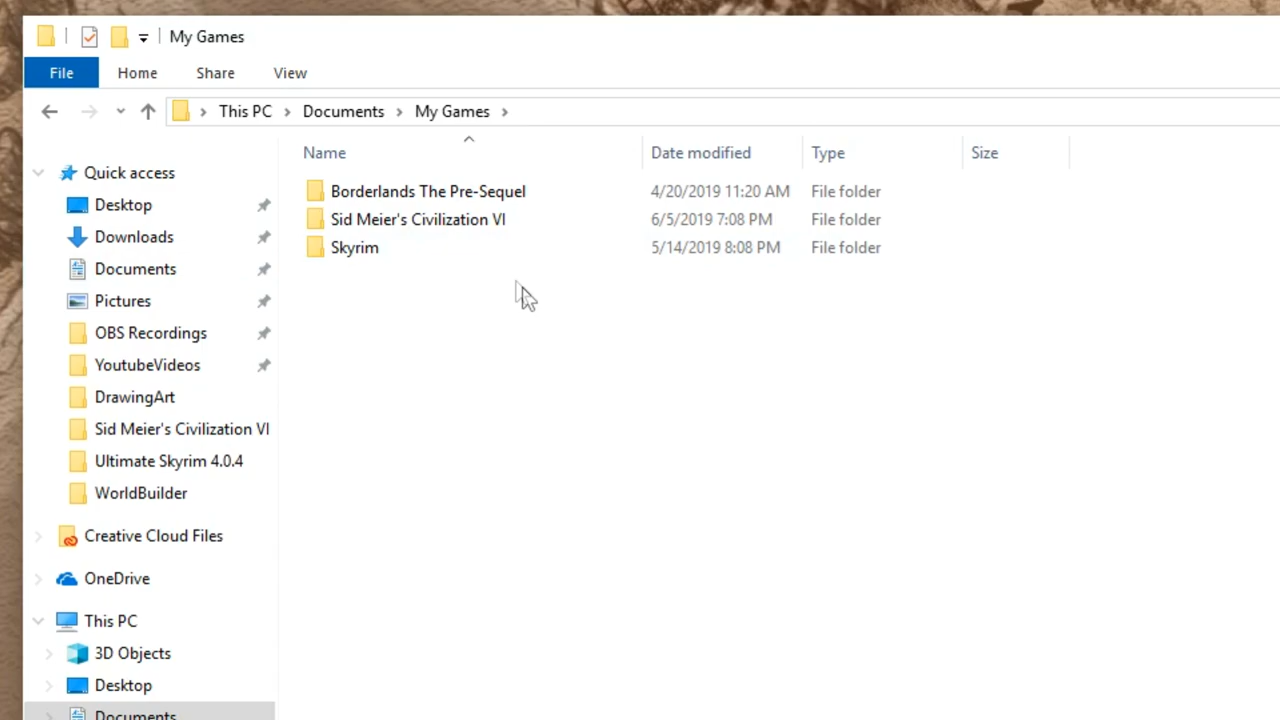 My Games
File Home Share View
This PC Documents My Games
Name Date modified Type Size
Borderlands The Pre-Sequel 4/20/2019 11:20 AM File folder
Sid Meier's Civilization VI 6/5/2019 7:08 PM File folder
Skyrim 5/14/2019 8:08 PM File folder
Quick access
Desktop
Downloads
Documents
Pictures
OBS Recordings
YoutubeVideos
DrawingArt
Sid Meier's Civilization VI
Ultimate Skyrim 4.0.4
WorldBuilder
Creative Cloud Files
OneDrive
This PC
3D Objects
Desktop
Documents